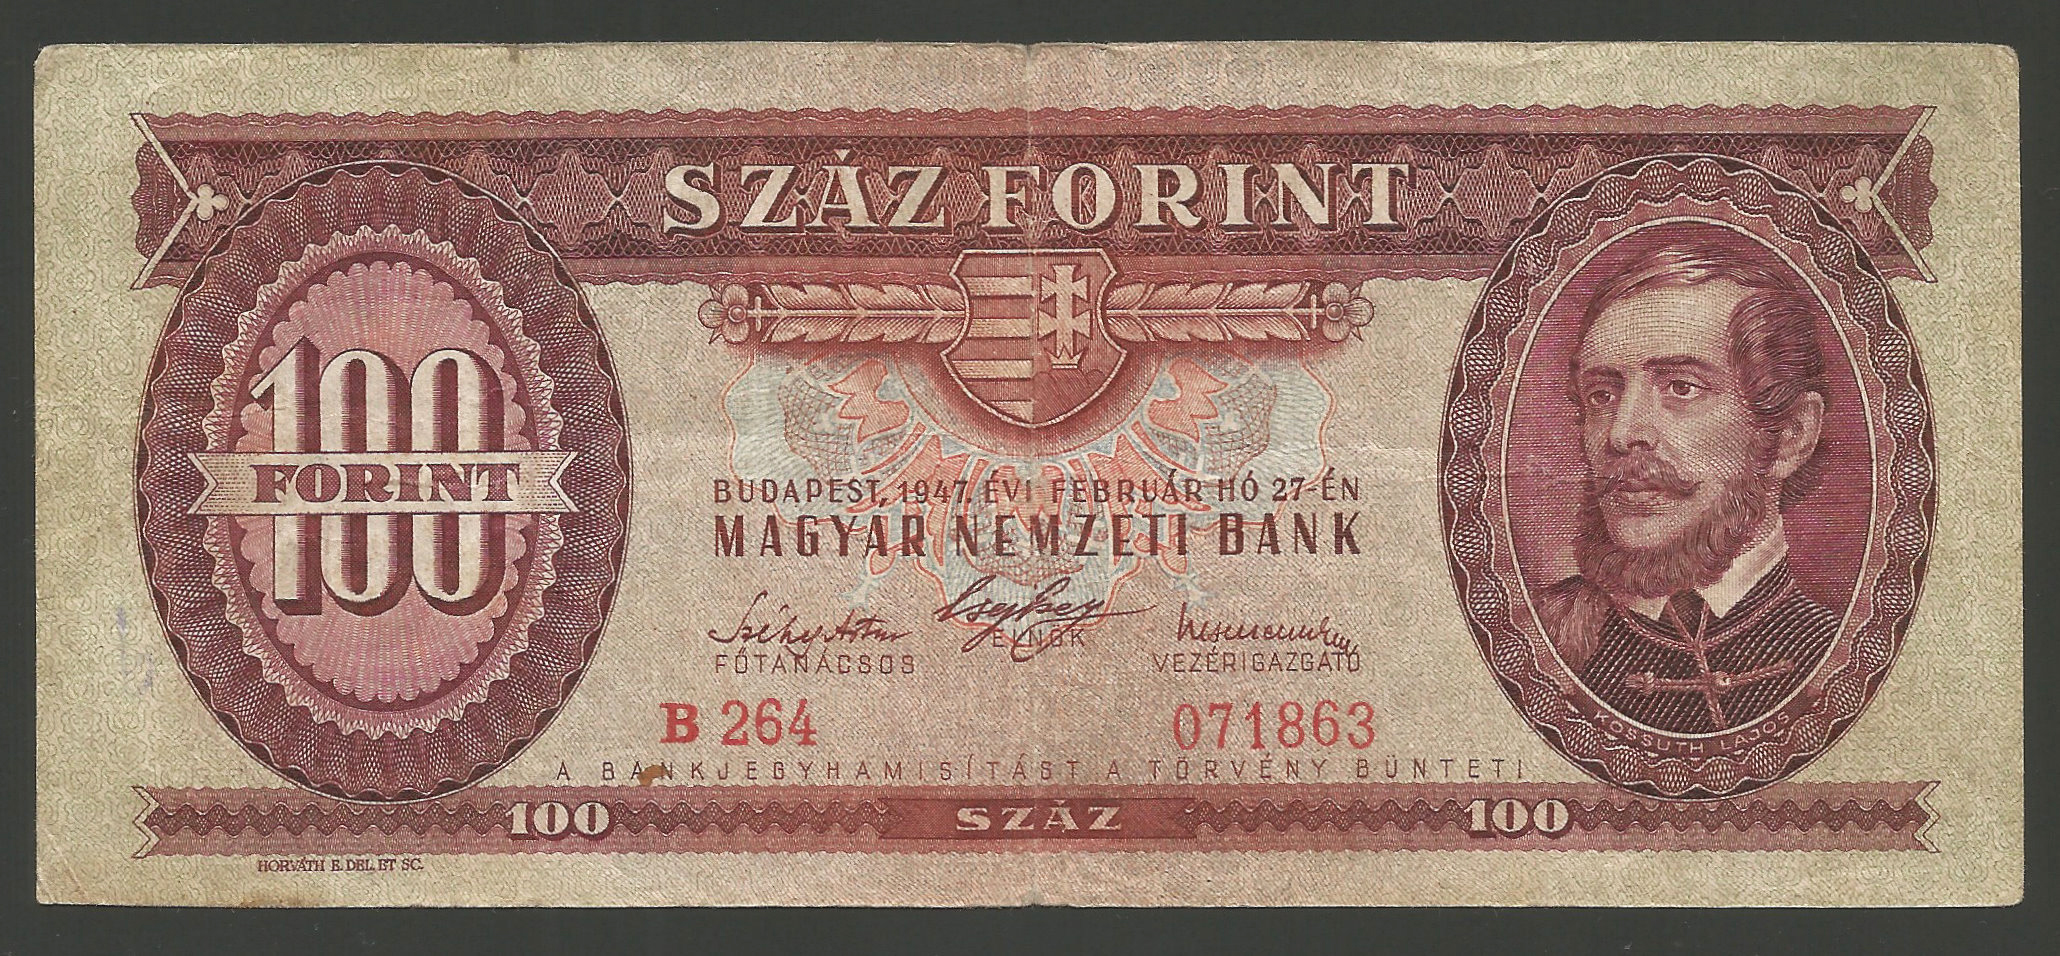 SZÁZ FORINT
100
FORINT
BUDAPEST, 1947. ÉVI FEBRUÁR HÓ 27-ÉN
MAGYAR NEMZETI BANK
FŐTANÁCSOS
ELNÖK
VEZÉRIGAZGATÓ
B 264
071863
KOSSUTH LAJOS
A BANKJEGYHAMISÍTÁST A TÖRVÉNY BÜNTETI
100 SZÁZ 100
HORVÁTH E. DEL. ET SC.